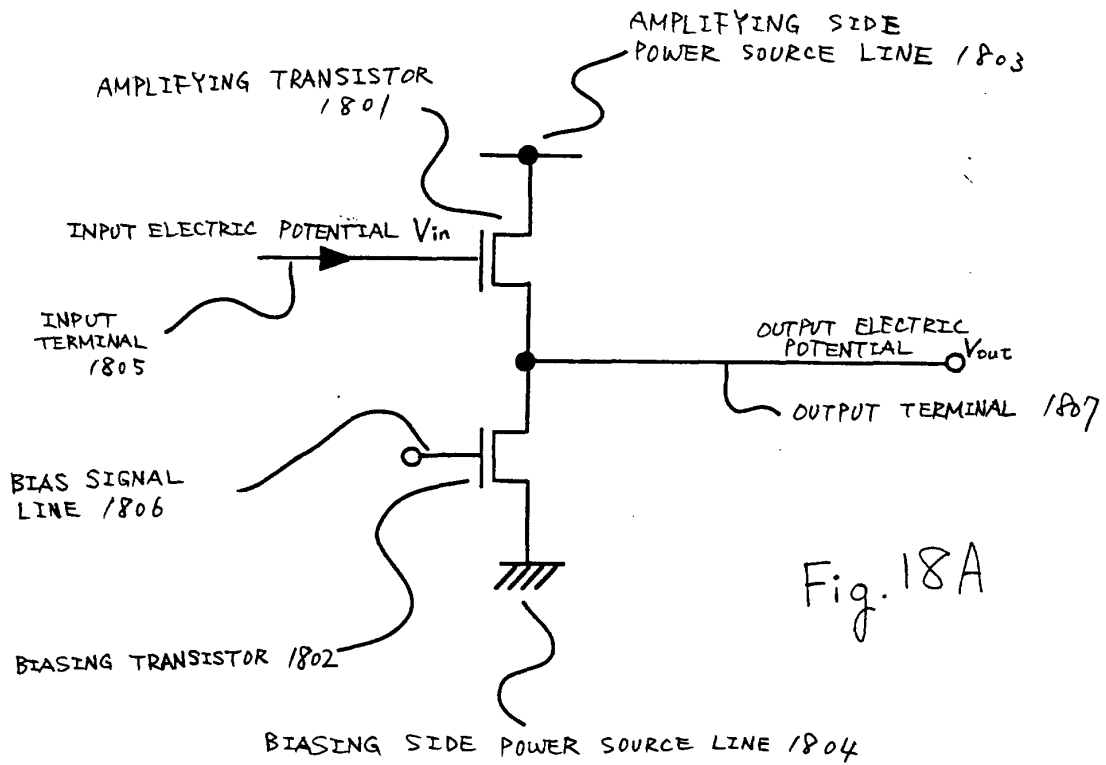 AMPLIFYING SIDE
POWER SOURCE LINE 1803
AMPLIFYING TRANSISTOR
1801
INPUT ELECTRIC POTENTIAL Vin
INPUT
TERMINAL
1805
OUTPUT ELECTRIC
POTENTIAL
Vout
OUTPUT TERMINAL 1807
BIAS SIGNAL
LINE 1806
Fig. 18A
BIASING TRANSISTOR 1802
BIASING SIDE POWER SOURCE LINE 1804